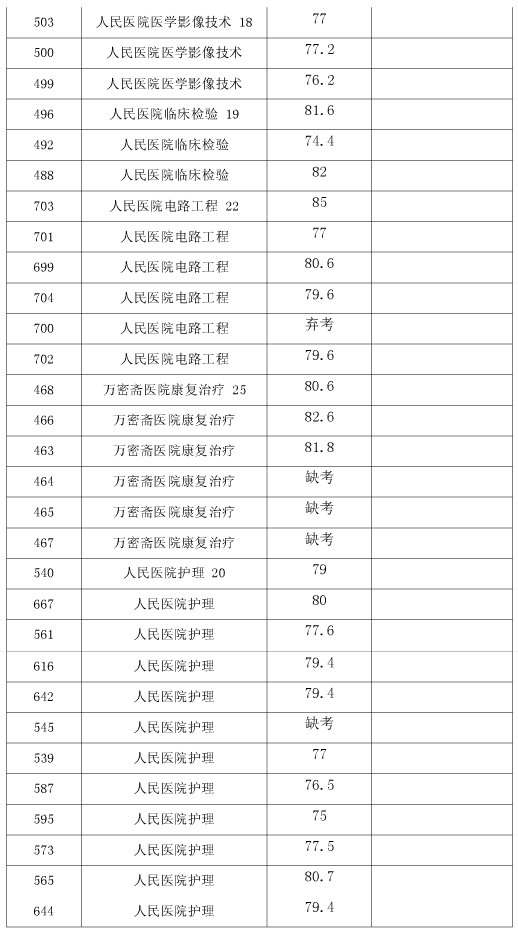 503 人民医院医学影像技术 18 77
500 人民医院医学影像技术 77.2
499 人民医院医学影像技术 76.2
496 人民医院临床检验 19 81.6
492 人民医院临床检验 74.4
488 人民医院临床检验 82
703 人民医院电路工程 22 85
701 人民医院电路工程 77
699 人民医院电路工程 80.6
704 人民医院电路工程 79.6
700 人民医院电路工程 弃考
702 人民医院电路工程 79.6
468 万密斋医院康复治疗 25 80.6
466 万密斋医院康复治疗 82.6
463 万密斋医院康复治疗 81.8
464 万密斋医院康复治疗 缺考
465 万密斋医院康复治疗 缺考
467 万密斋医院康复治疗 缺考
540 人民医院护理 20 79
667 人民医院护理 80
561 人民医院护理 77.6
616 人民医院护理 79.4
642 人民医院护理 79.4
545 人民医院护理 缺考
539 人民医院护理 77
587 人民医院护理 76.5
595 人民医院护理 75
573 人民医院护理 77.5
565 人民医院护理 80.7
644 人民医院护理 79.4